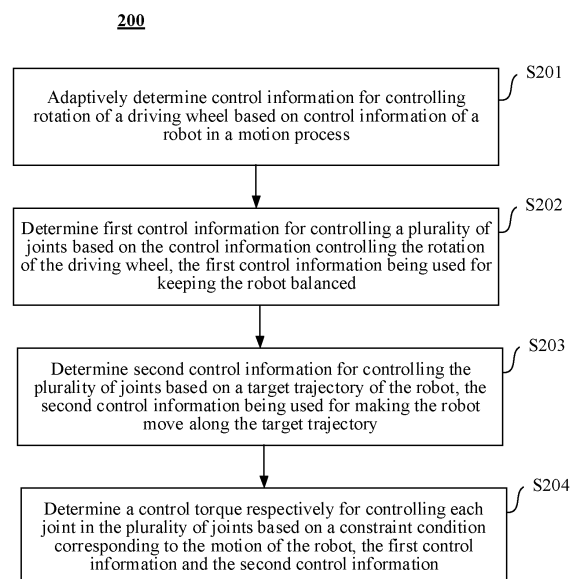 200
S201
Adaptively determine control information for controlling
rotation of a driving wheel based on control information of a
robot in a motion process
S202
Determine first control information for controlling a plurality of
joints based on the control information controlling the rotation
of the driving wheel, the first control information being used for
keeping the robot balanced
S203
Determine second control information for controlling the
plurality of joints based on a target trajectory of the robot, the
second control information being used for making the robot
move along the target trajectory
S204
Determine a control torque respectively for controlling each
joint in the plurality of joints based on a constraint condition
corresponding to the motion of the robot, the first control
information and the second control information